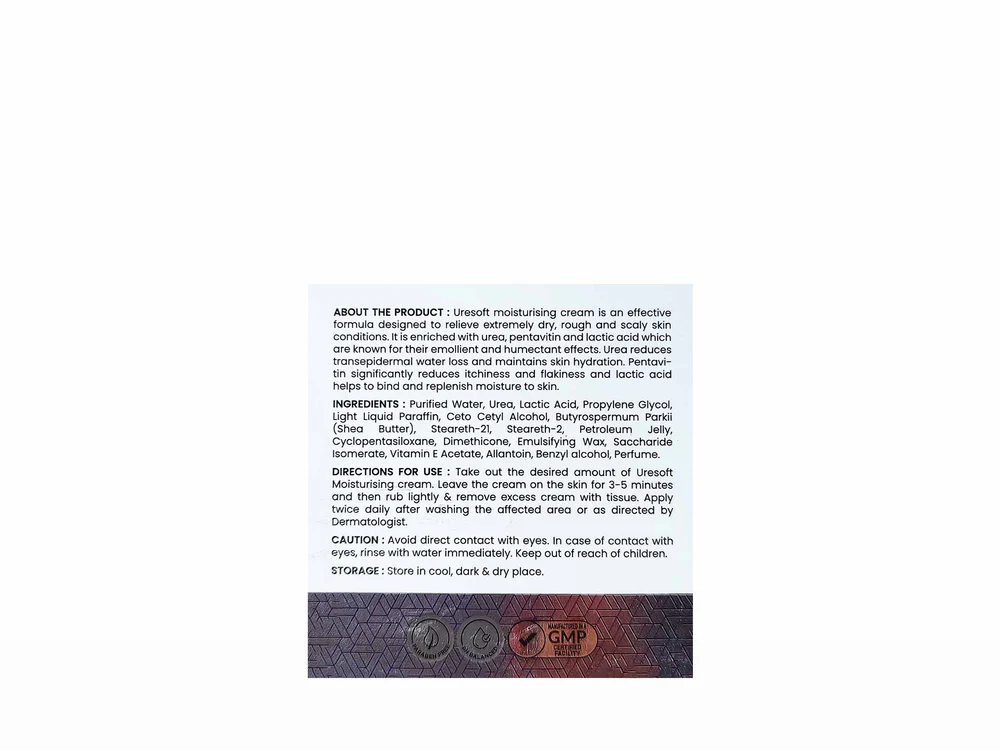 ABOUT THE PRODUCT : Uresoft moisturising cream is an effective
formula designed to relieve extremely dry, rough and scaly skin
conditions. It is enriched with urea, pentavitin and lactic acid which
are known for their emollient and humectant effects. Urea reduces
transepidermal water loss and maintains skin hydration. Pentavi-
tin significantly reduces itchiness and flakiness and lactic acid
helps to bind and replenish moisture to skin.
INGREDIENTS : Purified Water, Urea, Lactic Acid, Propylene Glycol,
Light Liquid Paraffin, Ceto Cetyl Alcohol, Butyrospermum Parkii
(Shea Butter), Steareth-21, Steareth-2, Petroleum Jelly,
Cyclopentasiloxane, Dimethicone, Emulsifying Wax, Saccharide
Isomerate, Vitamin E Acetate, Allantoin, Benzyl alcohol, Perfume.
DIRECTIONS FOR USE : Take out the desired amount of Uresoft
Moisturising cream. Leave the cream on the skin for 3-5 minutes
and then rub lightly & remove excess cream with tissue. Apply
twice daily after washing the affected area or as directed by
Dermatologist.
CAUTION : Avoid direct contact with eyes. In case of contact with
eyes, rinse with water immediately. Keep out of reach of children.
STORAGE : Store in cool, dark & dry place.
PARABEN FREE
PH BALANCED
MANUFACTURED IN A
GMP
CERTIFIED
FACILITY